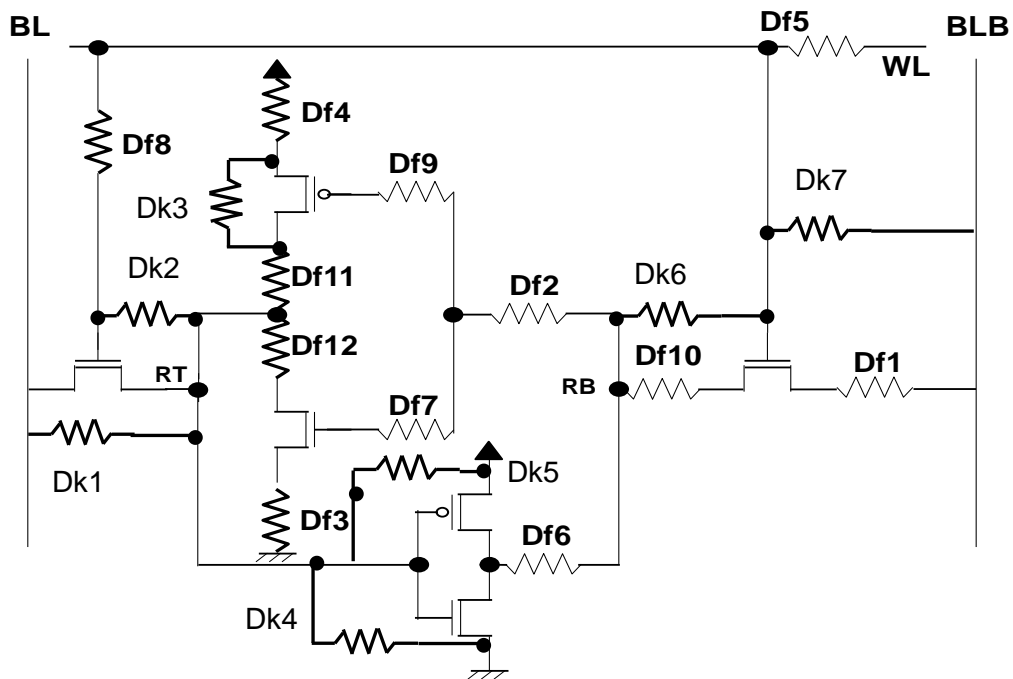 BL
Df5
BLB
WL
Df4
Df8
Df9
Dk3
Dk7
Dk2
Df11
Df2
Dk6
Df12
Df10
Df1
RT
RB
Df7
Dk1
Dk5
Df3
Df6
Dk4